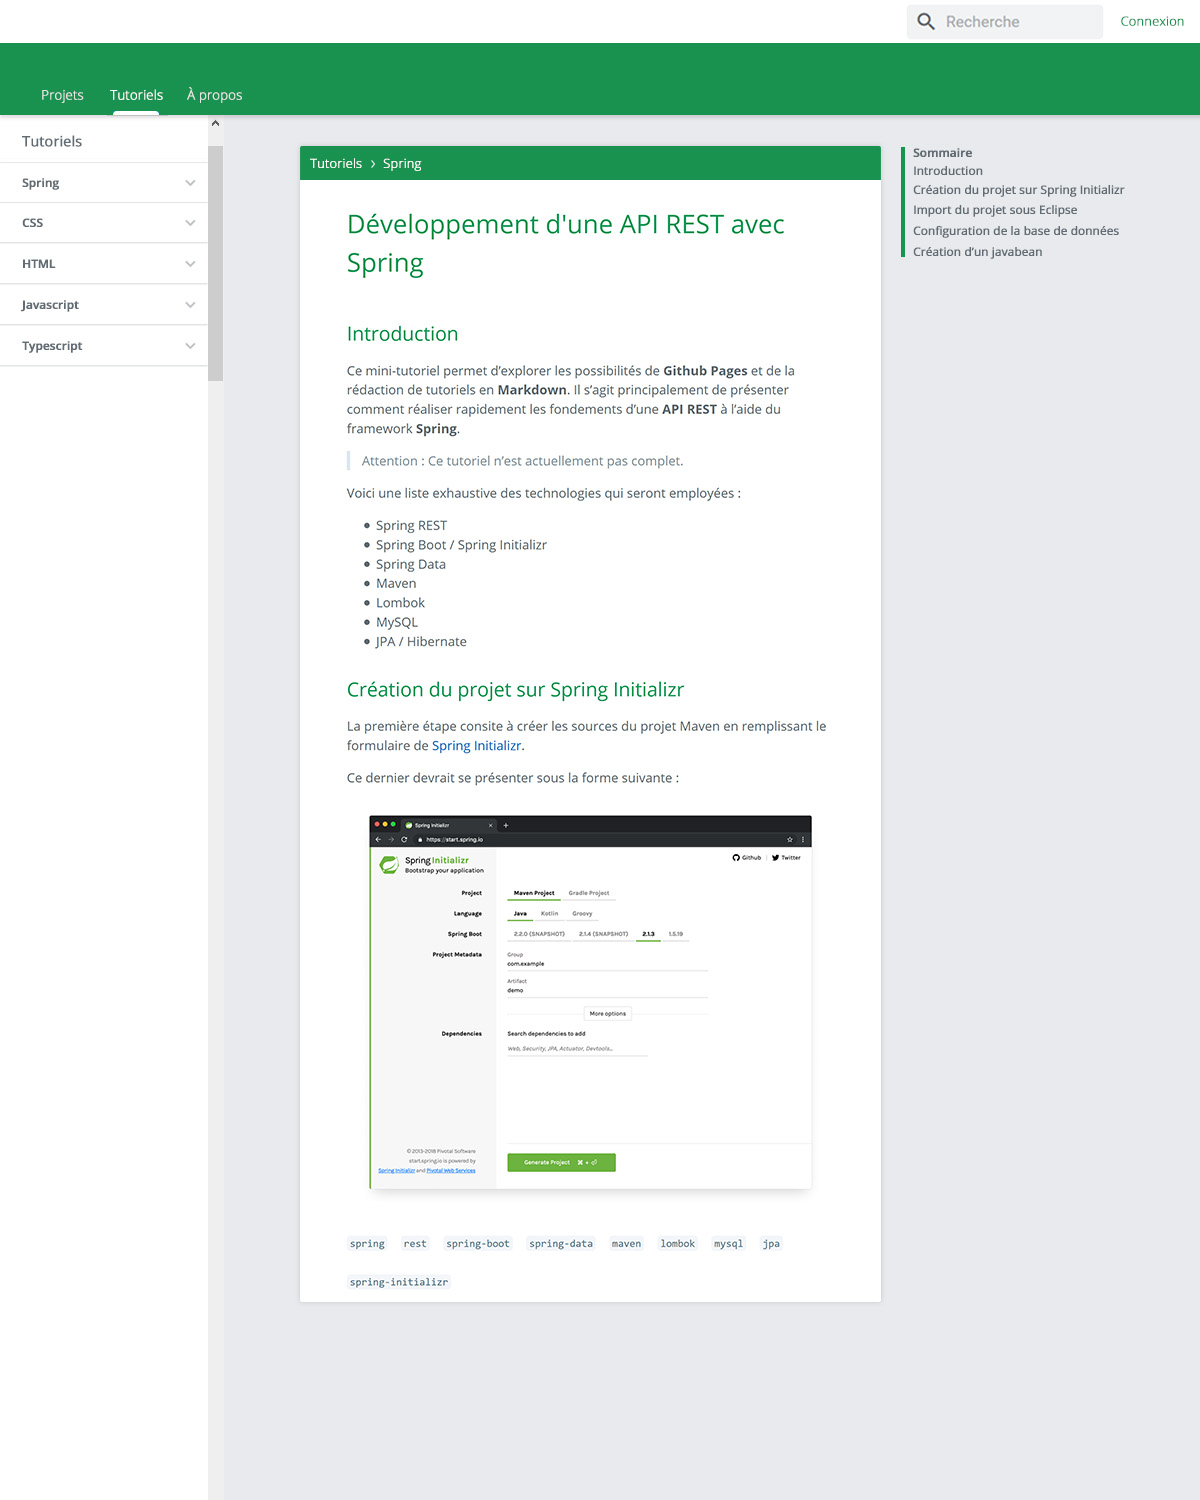 Recherche
Connexion
Projets
Tutoriels
À propos
Tutoriels
Spring
CSS
HTML
Javascript
Typescript
Tutoriels > Spring
Développement d'une API REST avec
Spring
Introduction
Ce mini-tutoriel permet d’explorer les possibilités de Github Pages et de la
rédaction de tutoriels en Markdown. Il s’agit principalement de présenter
comment réaliser rapidement les fondements d’une API REST à l’aide du
framework Spring.
Attention : Ce tutoriel n’est actuellement pas complet.
Voici une liste exhaustive des technologies qui seront employées :
Spring REST
Spring Boot / Spring Initializr
Spring Data
Maven
Lombok
MySQL
JPA / Hibernate
Création du projet sur Spring Initializr
La première étape consite à créer les sources du projet Maven en remplissant le
formulaire de Spring Initializr.
Ce dernier devrait se présenter sous la forme suivante :
Spring Initializr
https://start.spring.io
Spring Initializr
Bootstrap your application
Github
Twitter
Project
Maven Project
Gradle Project
Language
Java
Kotlin
Groovy
Spring Boot
2.2.0 (SNAPSHOT)
2.1.4 (SNAPSHOT)
2.1.3
1.5.19
Project Metadata
Group
com.example
Artifact
demo
More options
Dependencies
Search dependencies to add
Web, Security, JPA, Actuator, Devtools...
© 2013-2018 Pivotal Software
start.spring.io is powered by
Spring Initializr and Pivotal Web Services
Generate Project ⌘ + ⏎
spring rest spring-boot spring-data maven lombok mysql jpa
spring-initializr
Sommaire
Introduction
Création du projet sur Spring Initializr
Import du projet sous Eclipse
Configuration de la base de données
Création d’un javabean